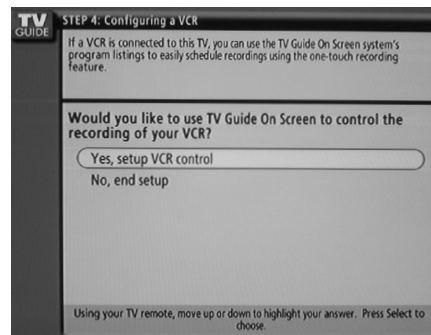 TV
GUIDE
STEP 4: Configuring a VCR
If a VCR is connected to this TV, you can use the TV Guide On Screen system's
program listings to easily schedule recordings using the one-touch recording
feature.
Would you like to use TV Guide On Screen to control the
recording of your VCR?
Yes, setup VCR control
No, end setup
Using your TV remote, move up or down to highlight your answer. Press Select to
choose.